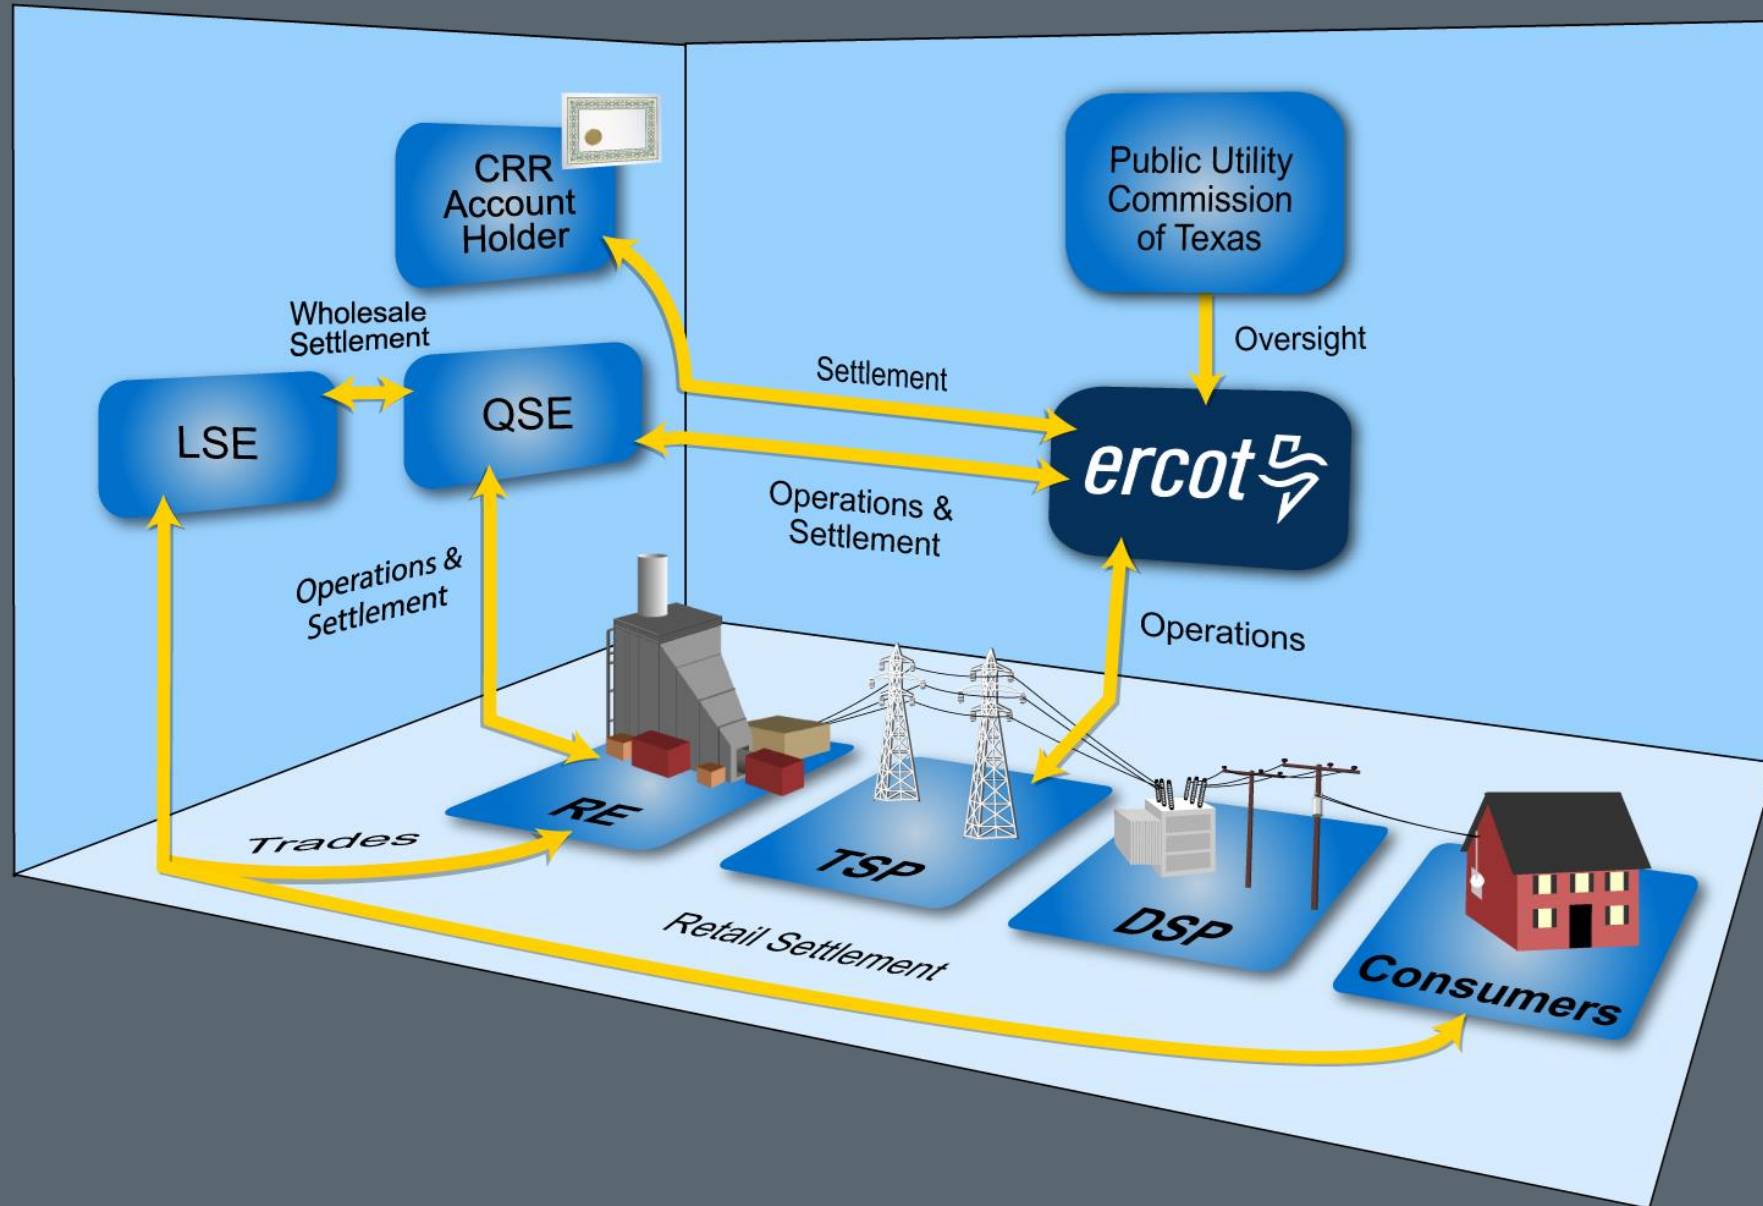 CRR
Account
Holder
Public Utility
Commission
of Texas
Wholesale
Settlement
Oversight
Settlement
LSE
QSE
ercot
Operations &
Settlement
Operations &
Settlement
Operations
RE
Trades
TSP
DSP
Retail Settlement
Consumers